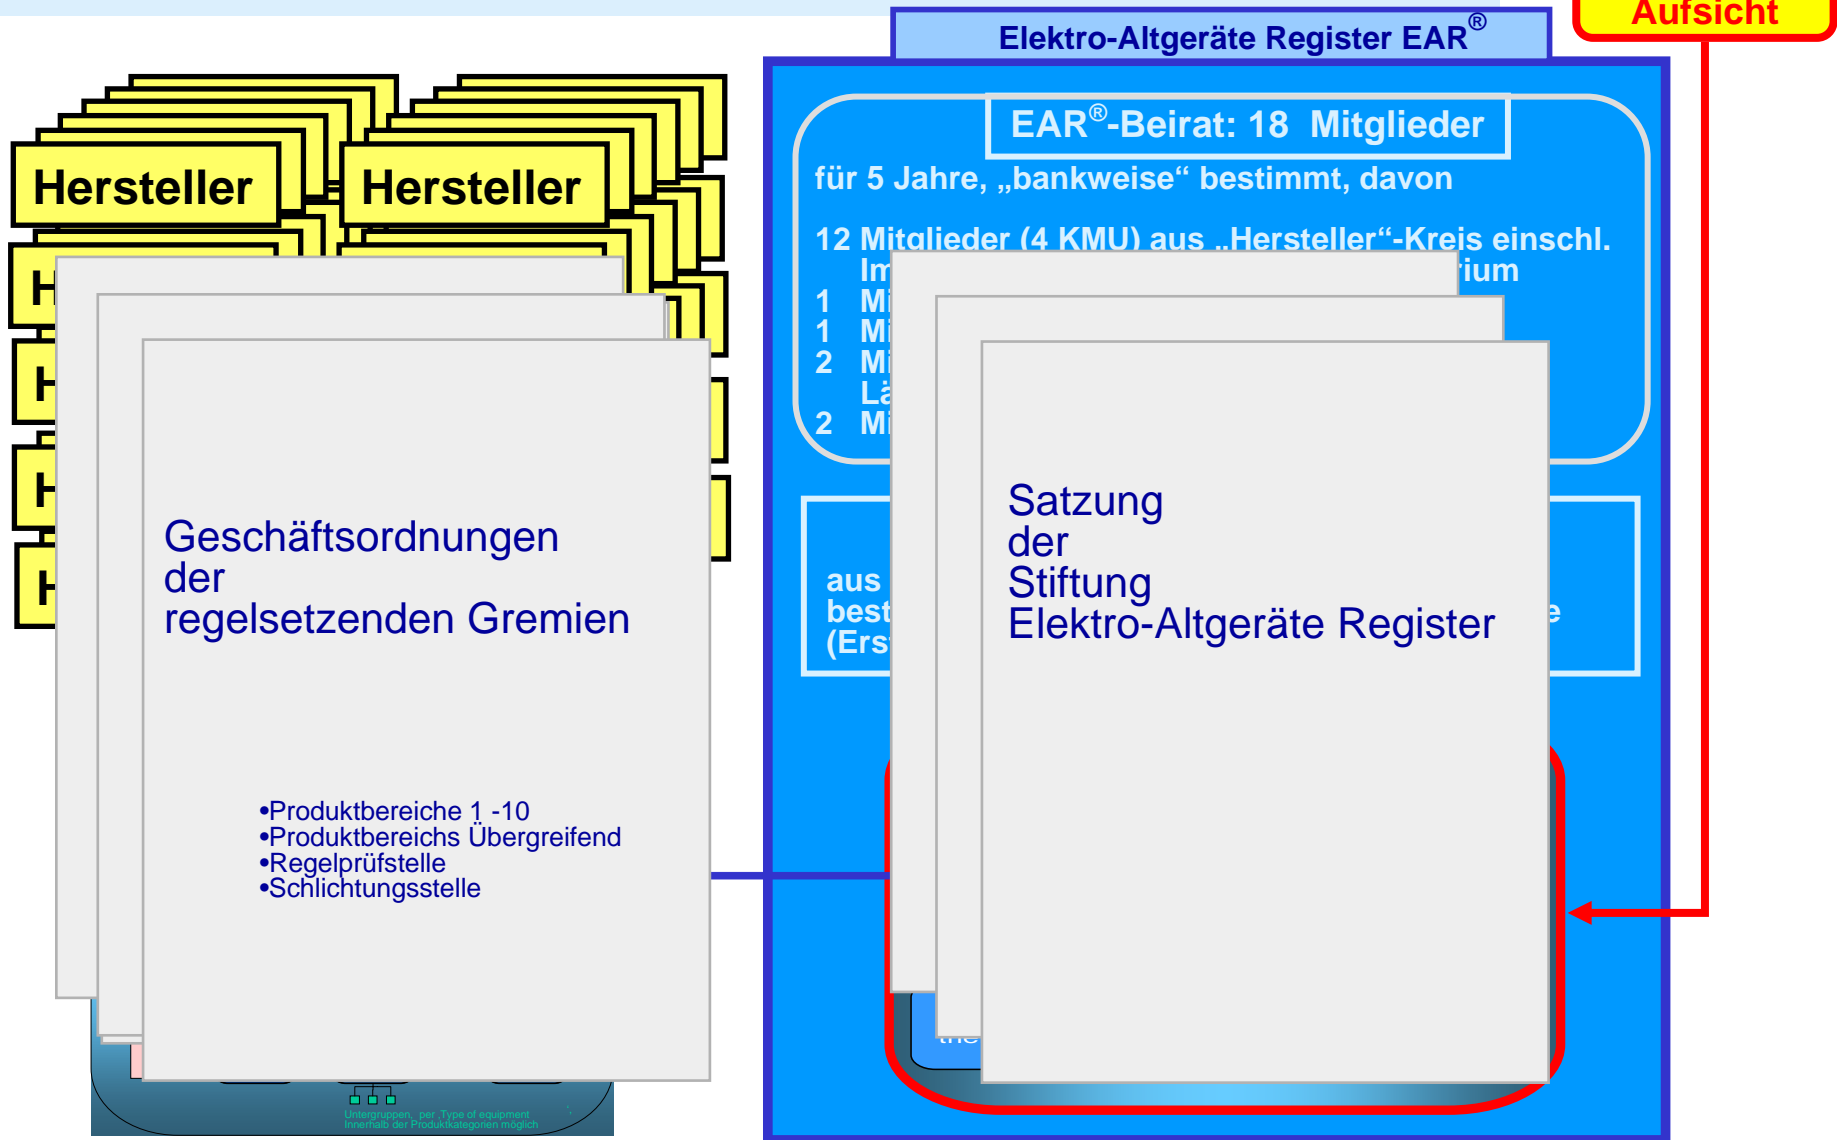 Aufsicht
Elektro-Altgeräte Register EAR®
EAR®-Beirat: 18 Mitglieder
für 5 Jahre, „bankweise“ bestimmt, davon
12 Mitglieder (4 KMU) aus „Hersteller“-Kreis einschl.
1
1
2
2
aus
Hersteller Hersteller
Geschäftsordnungen
der
regelsetzenden Gremien
•Produktbereiche 1 -10
•Produktbereichs Übergreifend
•Regelprüfstelle
•Schlichtungsstelle
Satzung
der
Stiftung
Elektro-Altgeräte Register
Untergruppen, per ‚Type of equipment ‘,
Innerhalb der Produktkategorien möglich